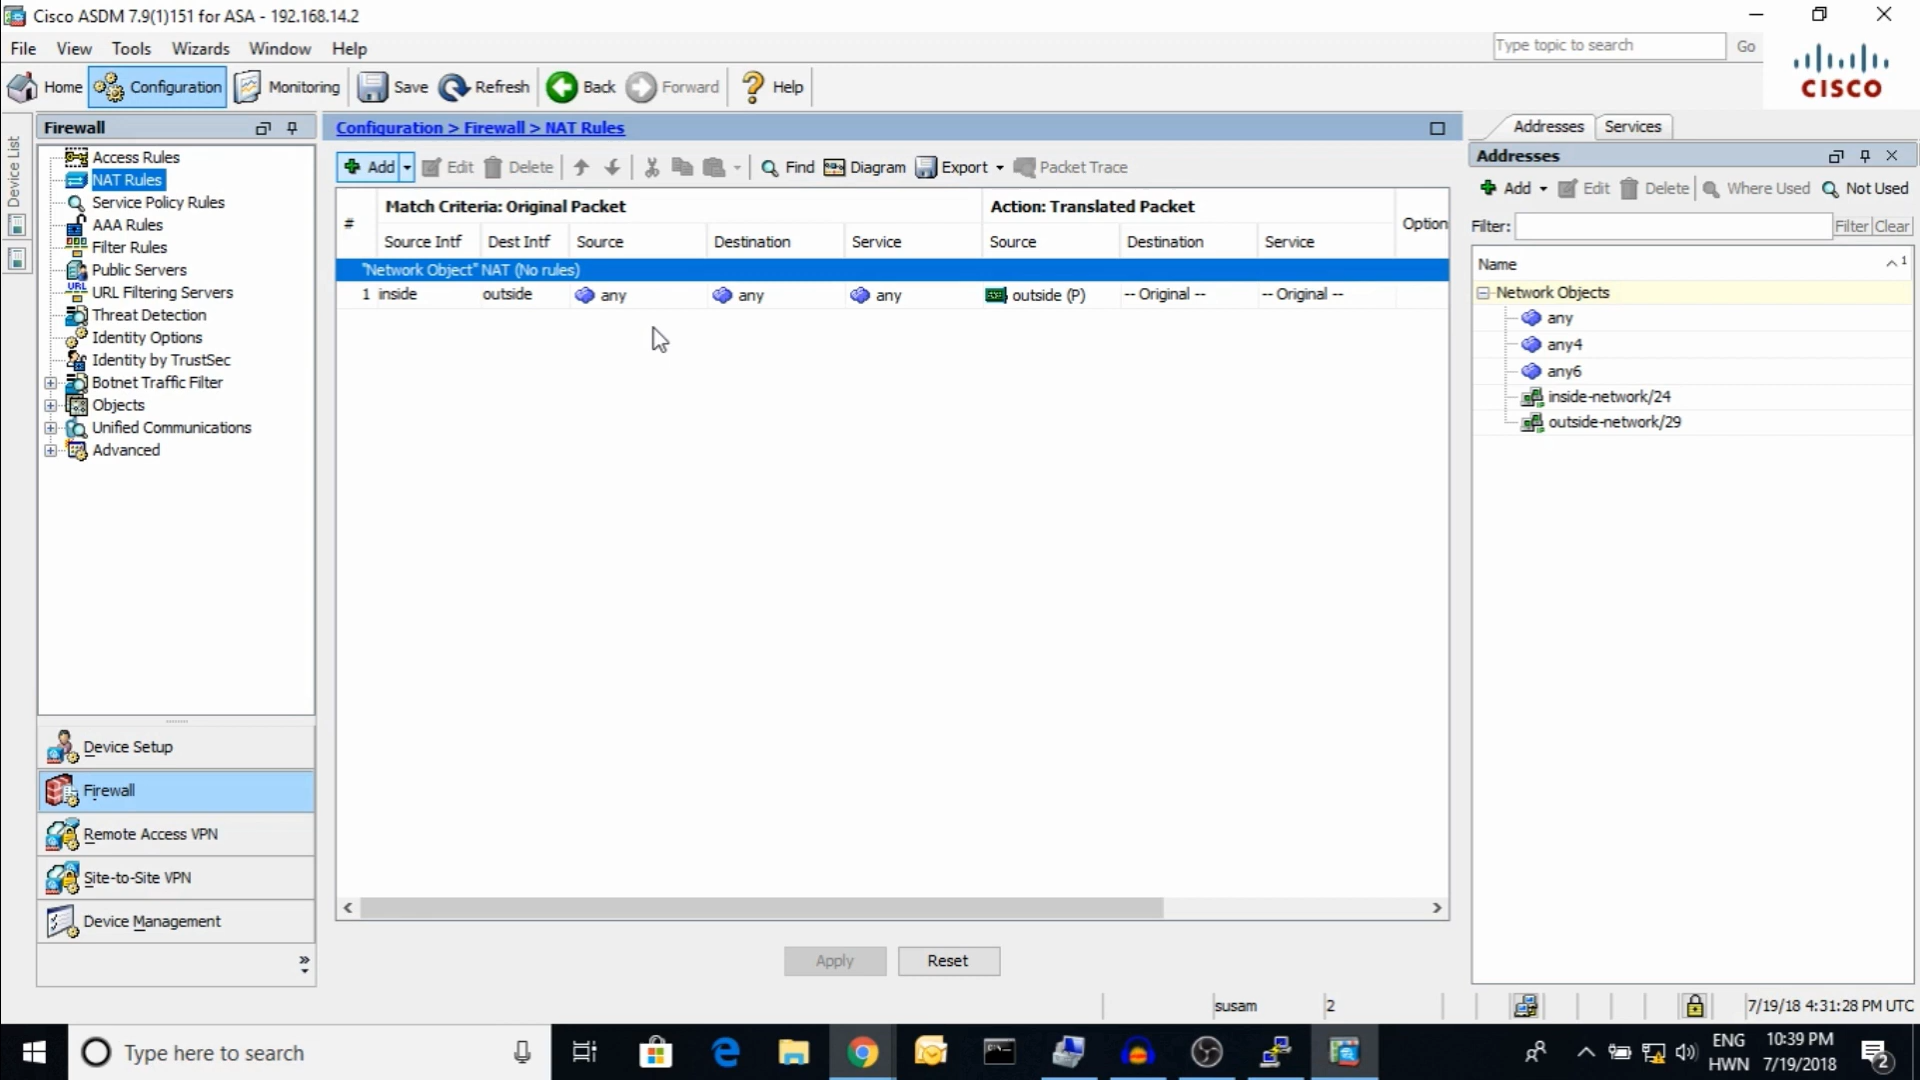 Cisco ASDM 7.9(1)151 for ASA - 192.168.14.2
File View Tools Wizards Window Help
Type topic to search Go
Home Configuration Monitoring Save Refresh Back Forward Help
CISCO
Device List
Firewall
Access Rules
NAT Rules
Service Policy Rules
AAA Rules
Filter Rules
Public Servers
URL Filtering Servers
Threat Detection
Identity Options
Identity by TrustSec
Botnet Traffic Filter
Objects
Unified Communications
Advanced
Device Setup
Firewall
Remote Access VPN
Site-to-Site VPN
Device Management
Configuration > Firewall > NAT Rules
Add Edit Delete Find Diagram Export Packet Trace
# Match Criteria: Original Packet Action: Translated Packet Option
Source Intf Dest Intf Source Destination Service Source Destination Service
"Network Object" NAT (No rules)
1 inside outside any any any outside (P) -- Original -- -- Original --
Apply Reset
Addresses Services
Addresses
Add Edit Delete Where Used Not Used
Filter: Filter Clear
Name 1
Network Objects
any
any4
any6
inside-network/24
outside-network/29
susam 2 7/19/18 4:31:28 PM UTC
Type here to search
ENG 10:39 PM
HWN 7/19/2018 2